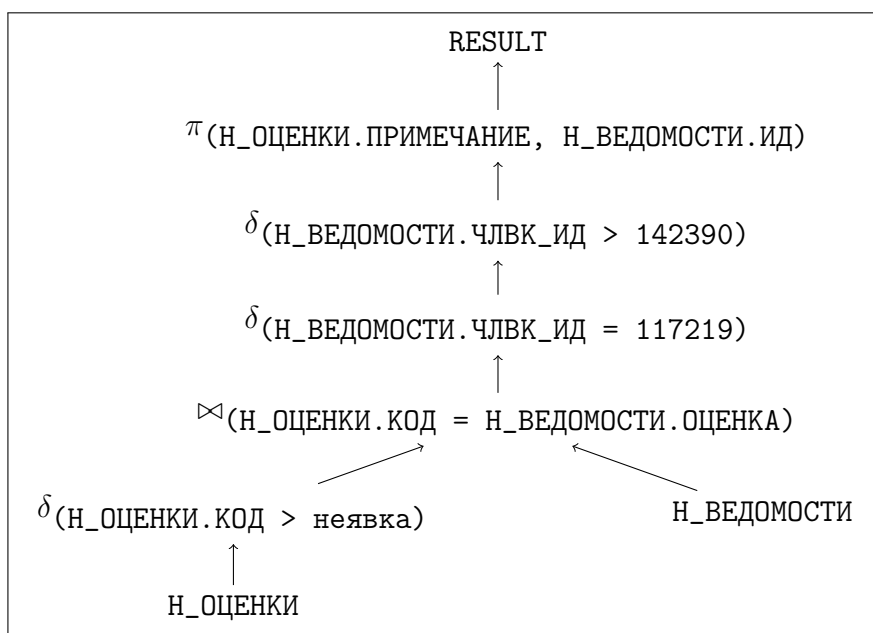 RESULT
π(Н_ОЦЕНКИ.ПРИМЕЧАНИЕ, Н_ВЕДОМОСТИ.ИД)
δ(Н_ВЕДОМОСТИ.ЧЛВК_ИД > 142390)
δ(Н_ВЕДОМОСТИ.ЧЛВК_ИД = 117219)
⋈(Н_ОЦЕНКИ.КОД = Н_ВЕДОМОСТИ.ОЦЕНКА)
δ(Н_ОЦЕНКИ.КОД > неявка)
Н_ВЕДОМОСТИ
Н_ОЦЕНКИ